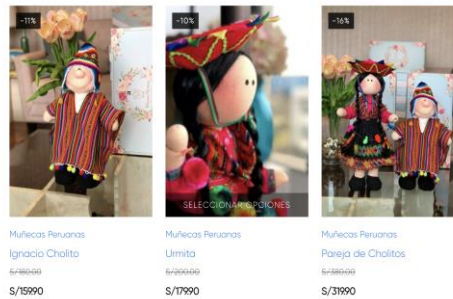 -11%
-10%
-16%
SELECCIONAR OPCIONES
Muñecas Peruanas
Ignacio Cholito
S/180.00
S/159.90
Muñecas Peruanas
Urmita
S/200.00
S/179.90
Muñecas Peruanas
Pareja de Cholitos
S/380.00
S/319.90